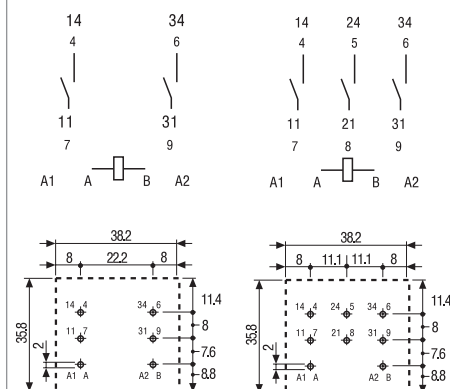 14 34
4 6
11 31
7 9
A1 A B A2
14 24 34
4 5 6
11 21 31
7 8 9
A1 A B A2
38.2
8 22.2 8
35.8
2
14 4 34 6
11 7 31 9
A1 A A2 B
11.4
8
7.6
8.8
38.2
8 11.1 11.1 8
35.8
2
14 4 24 5 34 6
11 7 21 8 31 9
A1 A A2 B
11.4
8
7.6
8.8